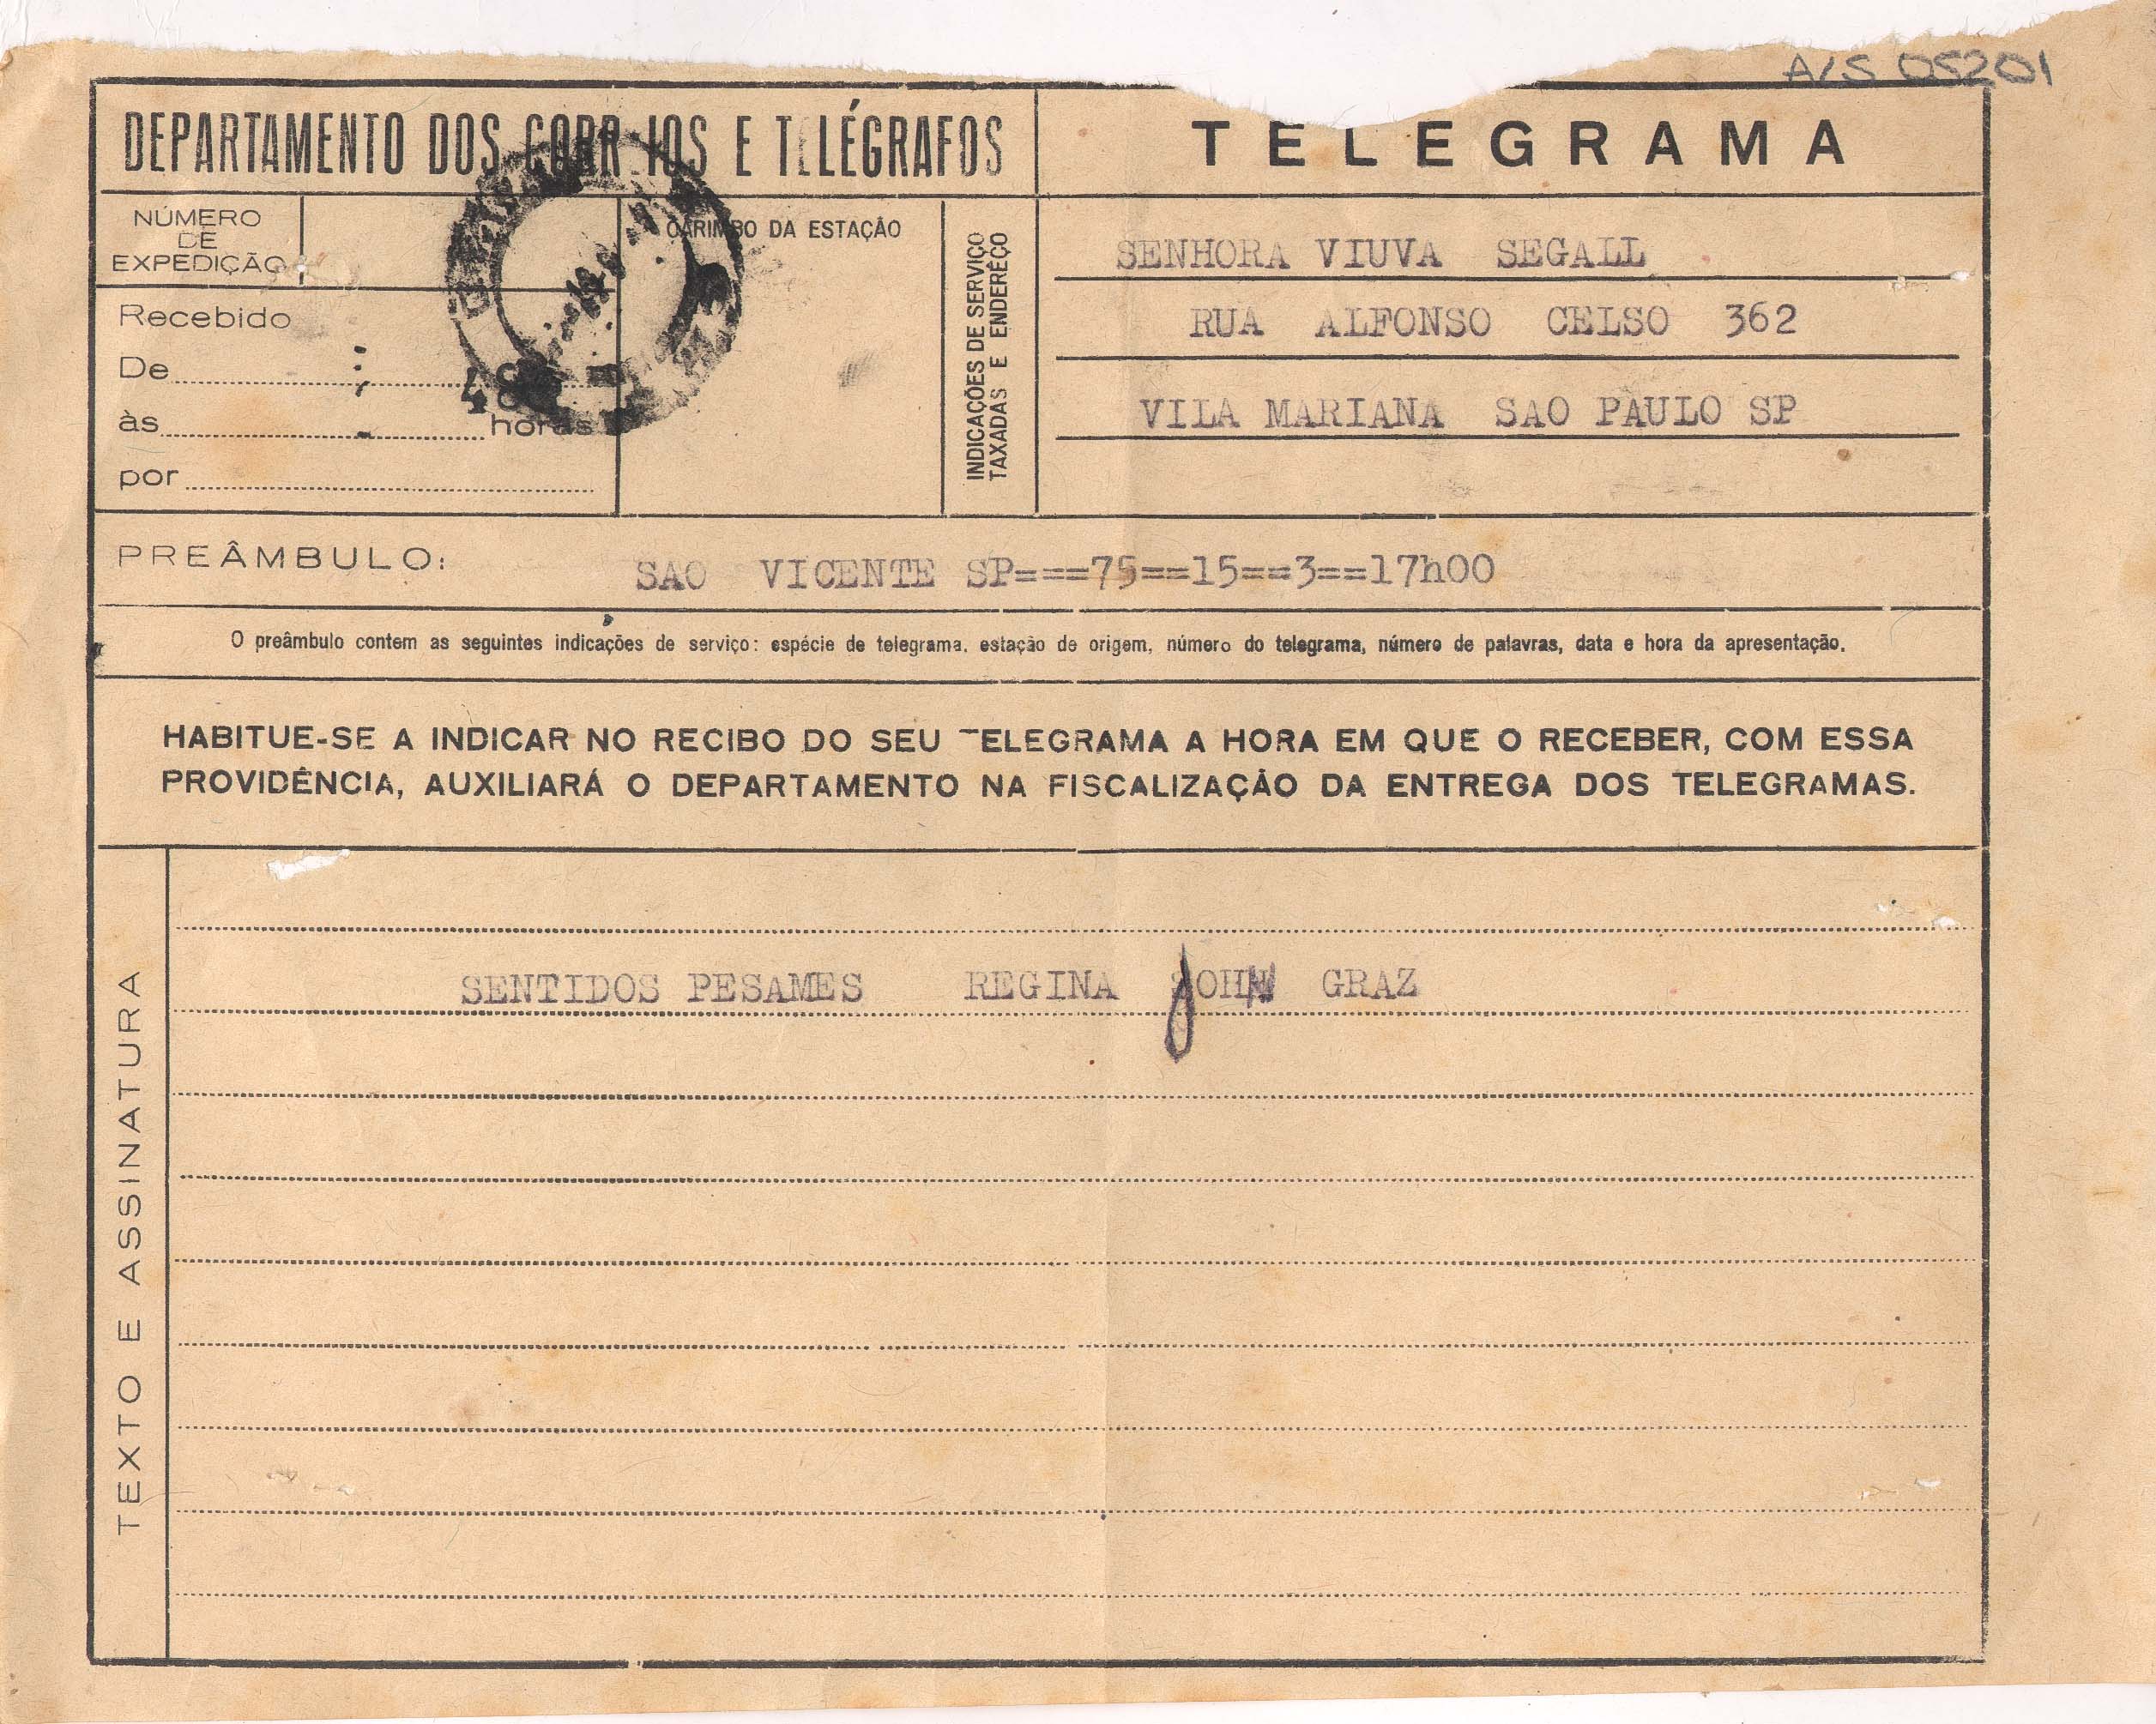 A/S 05201
DEPARTAMENTO DOS CORR IOS E TELÉGRAFOS
TELEGRAMA
NÚMERO
DE
EXPEDIÇÃO
CARIMBO DA ESTAÇÃO
Recebido
De
às horas
por
INDICAÇÕES DE SERVIÇO
TAXADAS E ENDERÊÇO
SENHORA VIUVA SEGALL
RUA ALFONSO CELSO 362
VILA MARIANA SAO PAULO SP
PREÂMBULO: SAO VICENTE SP===75==15==3==17h00
O preâmbulo contem as seguintes indicações de serviço: espécie de telegrama, estação de origem, número do telegrama, número de palavras, data e hora da apresentação.
HABITUE-SE A INDICAR NO RECIBO DO SEU TELEGRAMA A HORA EM QUE O RECEBER, COM ESSA
PROVIDÊNCIA, AUXILIARÁ O DEPARTAMENTO NA FISCALIZAÇÃO DA ENTREGA DOS TELEGRAMAS.
TEXTO E ASSINATURA
SENTIDOS PESAMES REGINA JOHN GRAZ